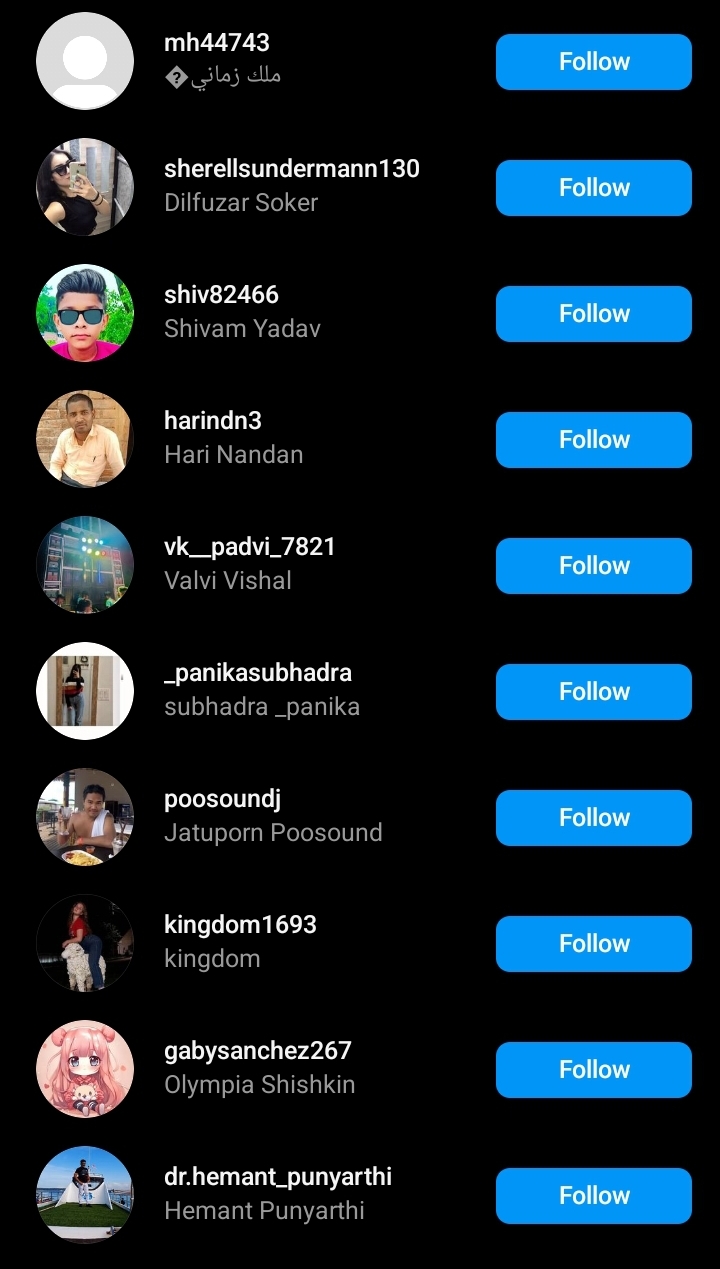 mh44743
ملك زماني�
Follow
sherellsundermann130
Dilfuzar Soker
Follow
shiv82466
Shivam Yadav
Follow
harindn3
Hari Nandan
Follow
vk__padvi_7821
Valvi Vishal
Follow
_panikasubhadra
subhadra _panika
Follow
poosoundj
Jatuporn Poosound
Follow
kingdom1693
kingdom
Follow
gabysanchez267
Olympia Shishkin
Follow
dr.hemant_punyarthi
Hemant Punyarthi
Follow